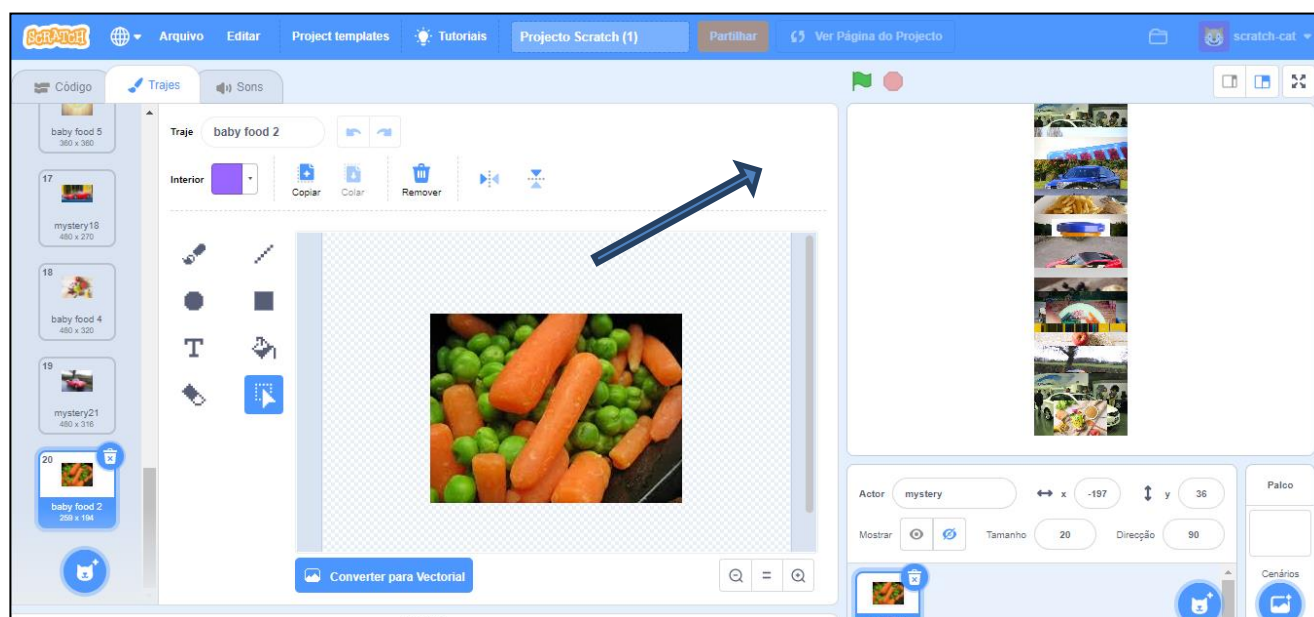 SCRATCH Arquivo Editar Project templates Tutoriais Projecto Scratch (1) Partilhar Ver Página do Projecto scratch-cat
Código Trajes Sons
baby food 5
360 x 360
17
mystery18
480 x 270
18
baby food 4
480 x 320
19
mystery21
480 x 316
20
baby food 2
259 x 194
Traje baby food 2
Interior Copiar Colar Remover
T
Converter para Vectorial
Actor mystery x -197 y 36
Mostrar Tamanho 20 Direcção 90
Palco
Cenários